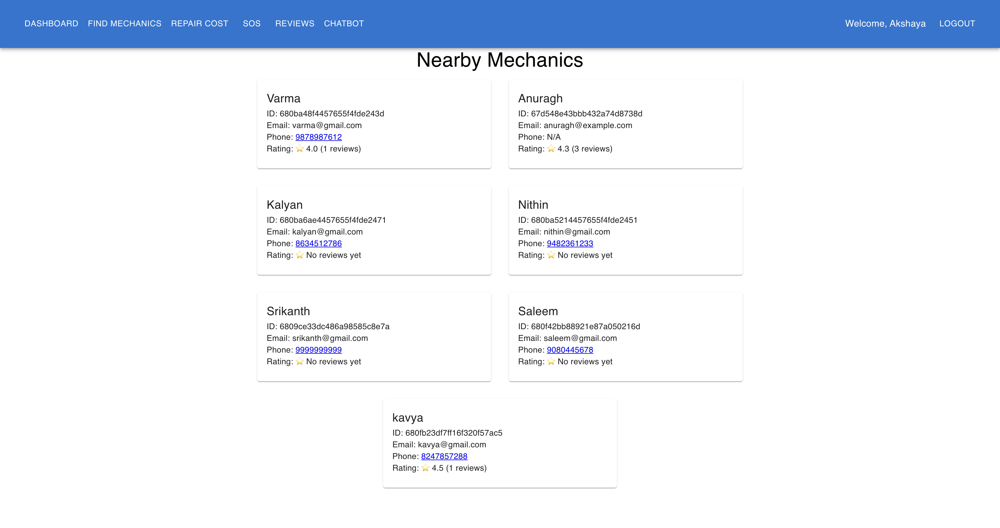 DASHBOARD FIND MECHANICS REPAIR COST SOS REVIEWS CHATBOT Welcome, Akshaya LOGOUT
Nearby Mechanics
Varma
ID: 680ba48f4457655f4fde243d
Email: varma@gmail.com
Phone: 9878987612
Rating: ⭐ 4.0 (1 reviews)
Anuragh
ID: 67d548e43bbb432a74d8738d
Email: anuragh@example.com
Phone: N/A
Rating: ⭐ 4.3 (3 reviews)
Kalyan
ID: 680ba6ae4457655f4fde2471
Email: kalyan@gmail.com
Phone: 8634512786
Rating: ⭐ No reviews yet
Nithin
ID: 680ba5214457655f4fde2451
Email: nithin@gmail.com
Phone: 9482361233
Rating: ⭐ No reviews yet
Srikanth
ID: 6809ce33dc486a98585c8e7a
Email: srikanth@gmail.com
Phone: 9999999999
Rating: ⭐ No reviews yet
Saleem
ID: 680f42bb88921e87a050216d
Email: saleem@gmail.com
Phone: 9080445678
Rating: ⭐ No reviews yet
kavya
ID: 680fb23df7ff16f320f57ac5
Email: kavya@gmail.com
Phone: 8247857288
Rating: ⭐ 4.5 (1 reviews)